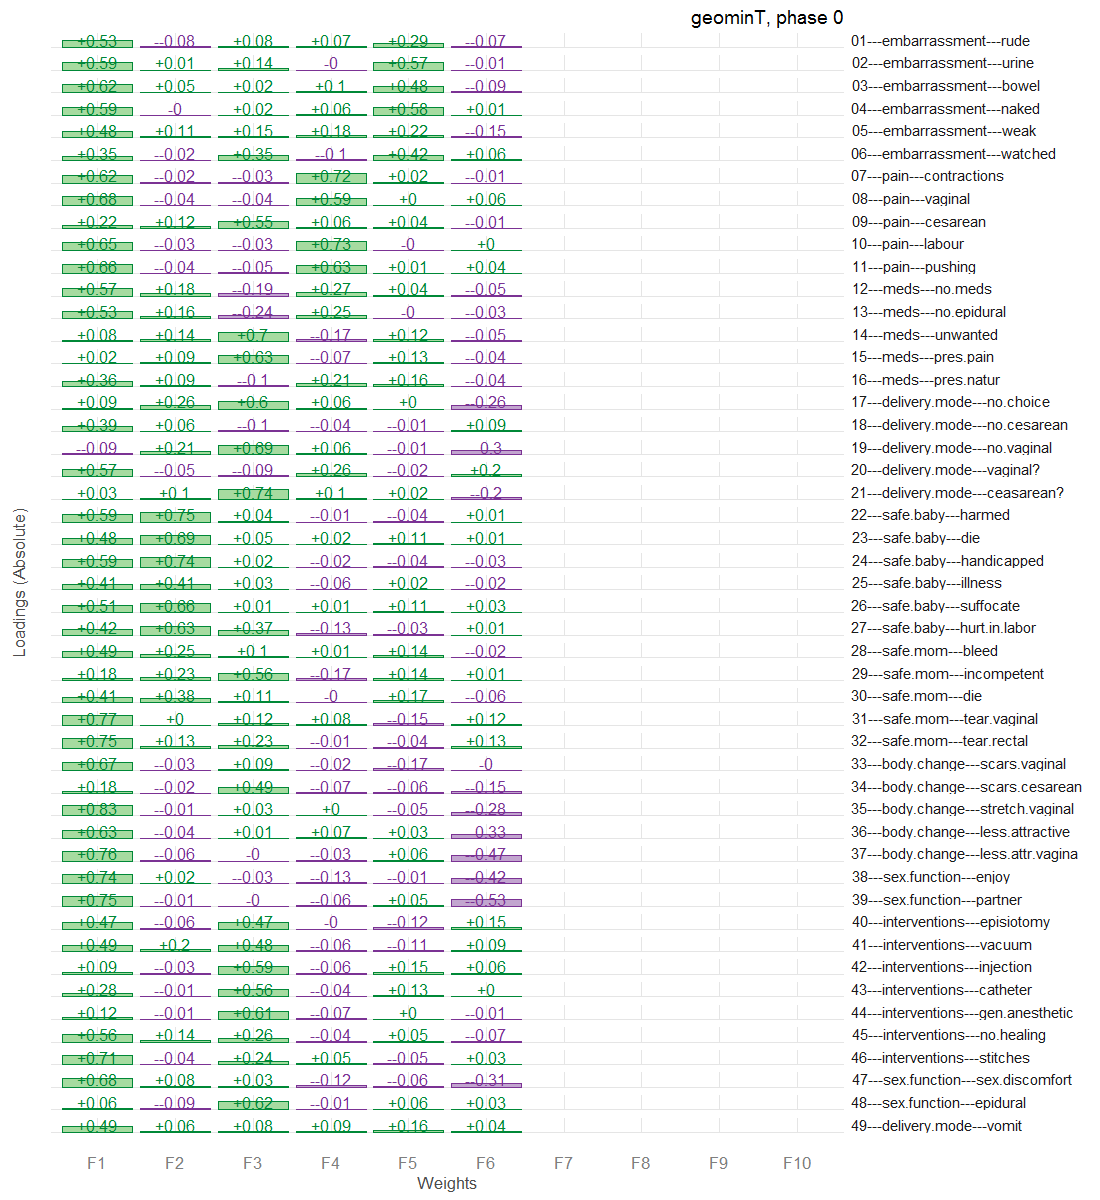 geominT, phase 0
+0.53 --0.08 +0.08 +0.07 +0.29 --0.07 01---embarrassment---rude
+0.59 +0.01 +0.14 -0 +0.57 --0.01 02---embarrassment---urine
+0.62 +0.05 +0.02 +0.1 +0.48 --0.09 03---embarrassment---bowel
+0.59 -0 +0.02 +0.06 +0.58 +0.01 04---embarrassment---naked
+0.48 +0.11 +0.15 +0.18 +0.22 --0.15 05---embarrassment---weak
+0.35 --0.02 +0.35 --0.1 +0.42 +0.06 06---embarrassment---watched
+0.62 --0.02 --0.03 +0.72 +0.02 --0.01 07---pain---contractions
+0.68 --0.04 --0.04 +0.59 +0 +0.06 08---pain---vaginal
+0.22 +0.12 +0.55 +0.06 +0.04 --0.01 09---pain---cesarean
+0.65 --0.03 --0.03 +0.73 -0 +0 10---pain---labour
+0.66 --0.04 --0.05 +0.63 +0.01 +0.04 11---pain---pushing
+0.57 +0.18 --0.19 +0.27 +0.04 --0.05 12---meds---no.meds
+0.53 +0.16 --0.24 +0.25 -0 --0.03 13---meds---no.epidural
+0.08 +0.14 +0.7 --0.17 +0.12 --0.05 14---meds---unwanted
+0.02 +0.09 +0.63 --0.07 +0.13 --0.04 15---meds---pres.pain
+0.36 +0.09 --0.1 +0.21 +0.16 --0.04 16---meds---pres.natur
+0.09 +0.26 +0.6 +0.06 +0 --0.26 17---delivery.mode---no.choice
+0.39 +0.06 --0.1 --0.04 --0.01 +0.09 18---delivery.mode---no.cesarean
--0.09 +0.21 +0.69 +0.06 --0.01 --0.3 19---delivery.mode---no.vaginal
+0.57 --0.05 --0.09 +0.26 --0.02 +0.2 20---delivery.mode---vaginal?
+0.03 +0.1 +0.74 +0.1 +0.02 --0.2 21---delivery.mode---ceasarean?
+0.59 +0.75 +0.04 --0.01 --0.04 +0.01 22---safe.baby---harmed
+0.48 +0.69 +0.05 +0.02 +0.11 +0.01 23---safe.baby---die
+0.59 +0.74 +0.02 --0.02 --0.04 --0.03 24---safe.baby---handicapped
+0.41 +0.41 +0.03 --0.06 +0.02 --0.02 25---safe.baby---illness
+0.51 +0.66 +0.01 +0.01 +0.11 +0.03 26---safe.baby---suffocate
+0.42 +0.63 +0.37 --0.13 --0.03 +0.01 27---safe.baby---hurt.in.labor
+0.49 +0.25 +0.1 +0.01 +0.14 --0.02 28---safe.mom---bleed
+0.18 +0.23 +0.56 --0.17 +0.14 +0.01 29---safe.mom---incompetent
+0.41 +0.38 +0.11 -0 +0.17 --0.06 30---safe.mom---die
+0.77 +0 +0.12 +0.08 --0.15 +0.12 31---safe.mom---tear.vaginal
+0.75 +0.13 +0.23 --0.01 --0.04 +0.13 32---safe.mom---tear.rectal
+0.67 --0.03 +0.09 --0.02 --0.17 -0 33---body.change---scars.vaginal
+0.18 --0.02 +0.49 --0.07 --0.06 --0.15 34---body.change---scars.cesarean
+0.83 --0.01 +0.03 +0 --0.05 --0.28 35---body.change---stretch.vaginal
+0.63 --0.04 +0.01 +0.07 +0.03 --0.33 36---body.change---less.attractive
+0.76 --0.06 -0 --0.03 +0.06 --0.47 37---body.change---less.attr.vagina
+0.74 +0.02 --0.03 --0.13 --0.01 --0.42 38---sex.function---enjoy
+0.75 --0.01 -0 --0.06 +0.05 --0.53 39---sex.function---partner
+0.47 --0.06 +0.47 -0 --0.12 +0.15 40---interventions---episiotomy
+0.49 +0.2 +0.48 --0.06 --0.11 +0.09 41---interventions---vacuum
+0.09 --0.03 +0.59 --0.06 +0.15 +0.06 42---interventions---injection
+0.28 --0.01 +0.56 --0.04 +0.13 +0 43---interventions---catheter
+0.12 --0.01 +0.61 --0.07 +0 --0.01 44---interventions---gen.anesthetic
+0.56 +0.14 +0.26 --0.04 +0.05 --0.07 45---interventions---no.healing
+0.71 --0.04 +0.24 +0.05 --0.05 +0.03 46---interventions---stitches
+0.68 +0.08 +0.03 --0.12 --0.06 --0.31 47---sex.function---sex.discomfort
+0.06 --0.09 +0.62 --0.01 +0.06 +0.03 48---sex.function---epidural
+0.49 +0.06 +0.08 +0.09 +0.16 +0.04 49---delivery.mode---vomit
Loadings (Absolute)
F1 F2 F3 F4 F5 F6 F7 F8 F9 F10
Weights